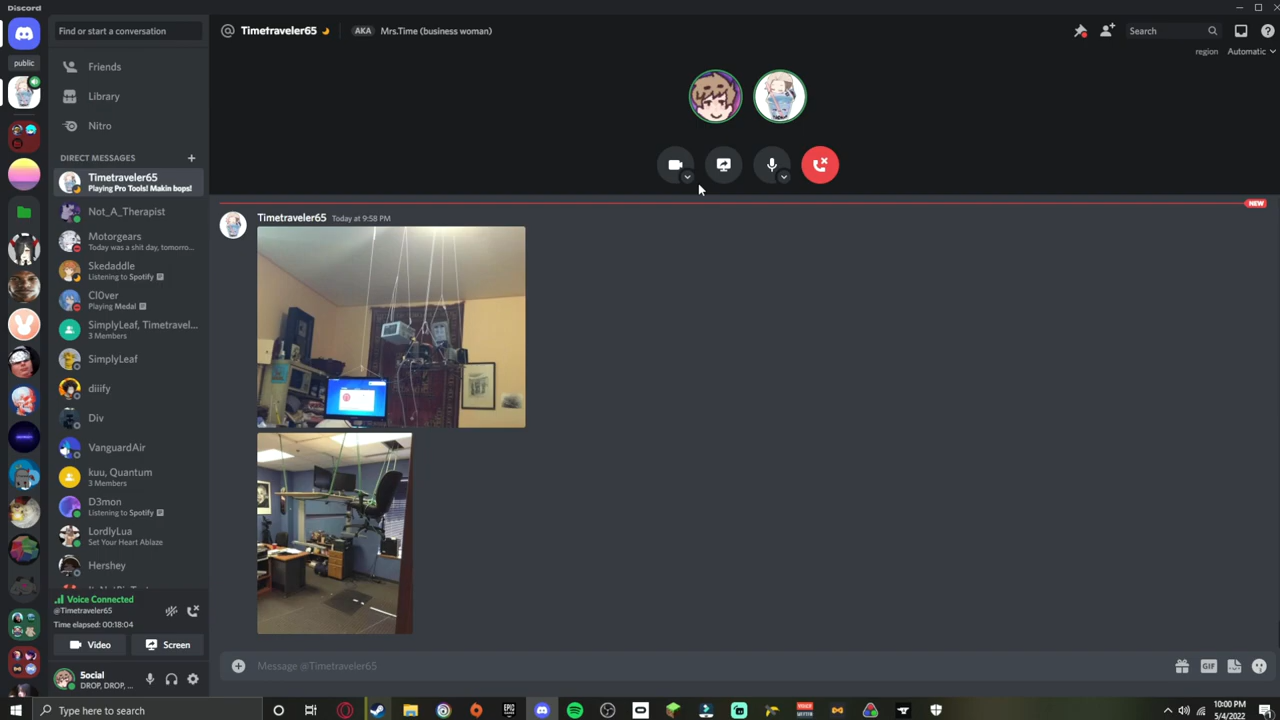 Discord
Find or start a conversation
@ Timetraveler65
AKA Mrs.Time (business woman)
Search
region Automatic
public
Friends
Library
Nitro
DIRECT MESSAGES +
Timetraveler65
Playing Pro Tools! Makin bops!
Not_A_Therapist
Motorgears
Today was a shit day, tomorro...
Skedaddle
Listening to Spotify
Cl0ver
Playing Medal
SimplyLeaf, Timetravel...
3 Members
SimplyLeaf
diiify
Div
VanguardAir
kuu, Quantum
3 Members
D3mon
Listening to Spotify
LordlyLua
Set Your Heart Ablaze
Hershey
NEW
Timetraveler65 Today at 9:58 PM
Voice Connected
@Timetraveler65
Time elapsed: 00:18:04
Video
Screen
Social
DROP, DROP, ...
Message @Timetraveler65
GIF
Type here to search
EPIC
10:00 PM
5/4/2022